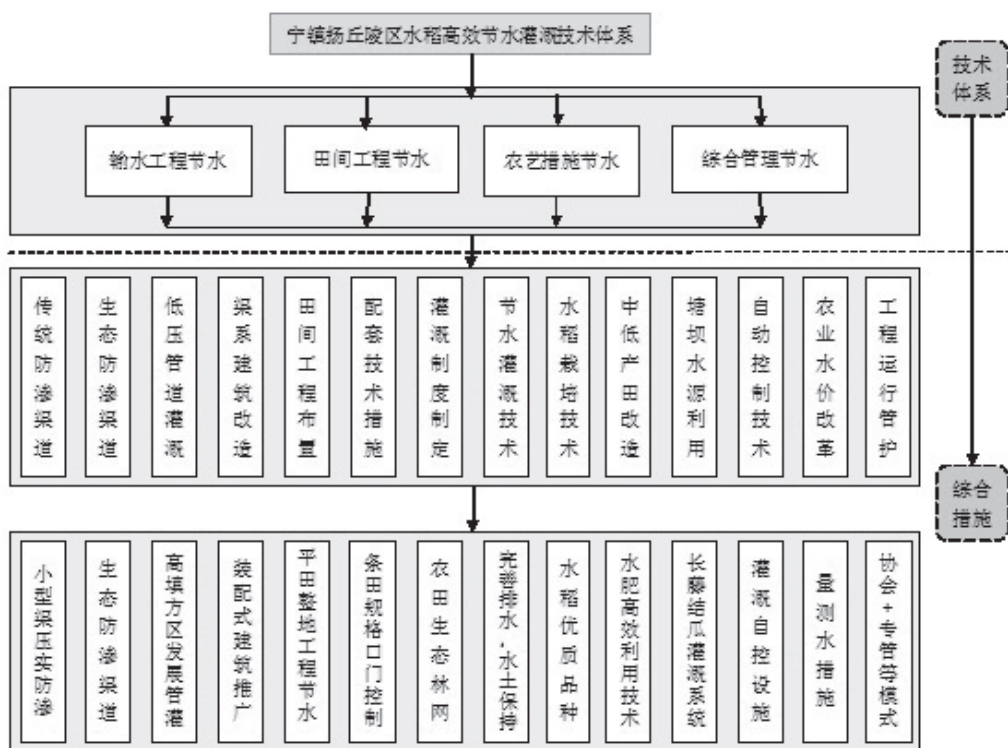 宁镇扬丘陵区水稻高效节水灌溉技术体系
技术
体系
输水工程节水
田间工程节水
农艺措施节水
综合管理节水
传统防渗渠道
生态防渗渠道
低压管道灌溉
渠系建筑改造
田间工程布置
配套技术措施
灌溉制度制定
节水灌溉技术
水稻栽培技术
中低产田改造
塘坝水源利用
自动控制技术
农业水价改革
工程运行管护
综合
措施
小型渠压实防渗
生态防渗渠道
高填方区发展管灌
装配式建筑推广
平田整地工程节水
条田规格口门控制
农田生态林网
完善排水,水土保持
水稻优质品种
水肥高效利用技术
长藤结瓜灌溉系统
灌溉自控设施
量测水措施
协会+专管等模式